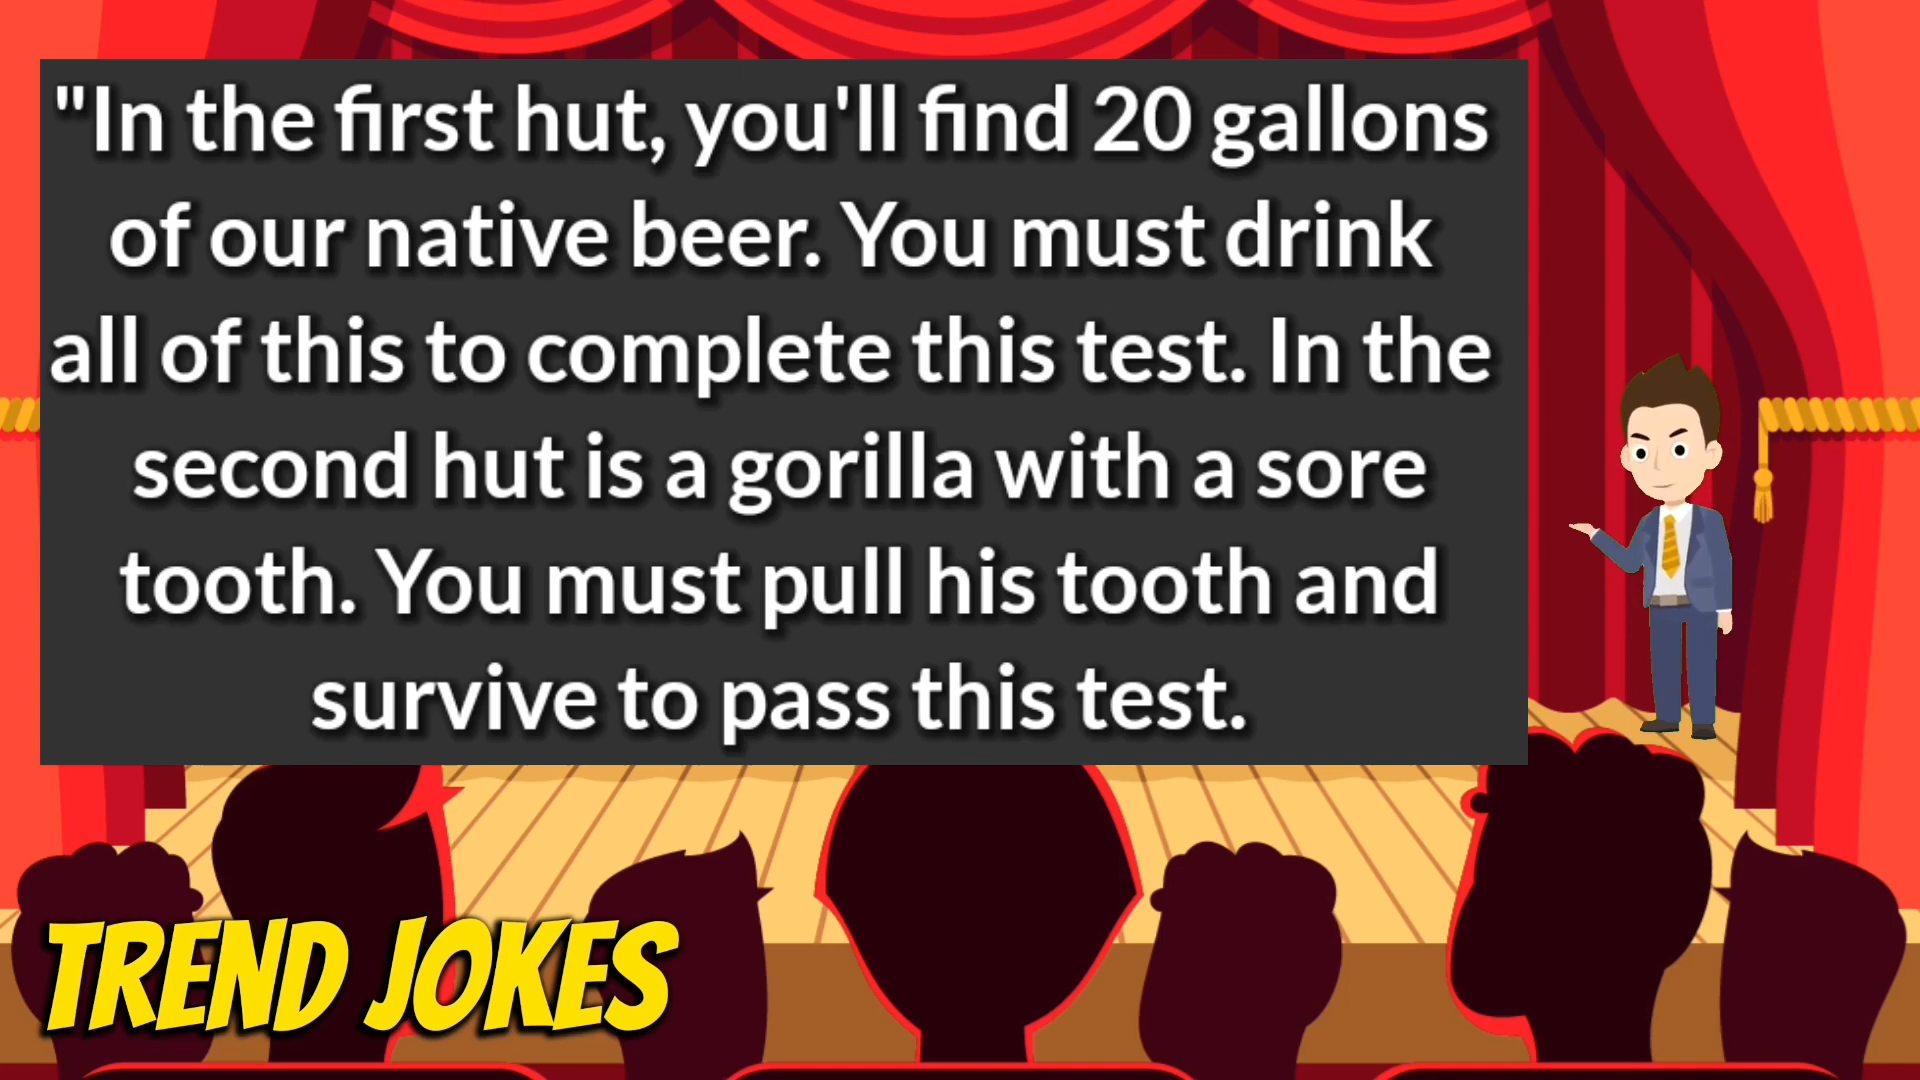 "In the first hut, you'll find 20 gallons
of our native beer. You must drink
all of this to complete this test. In the
second hut is a gorilla with a sore
tooth. You must pull his tooth and
survive to pass this test.
TREND JOKES